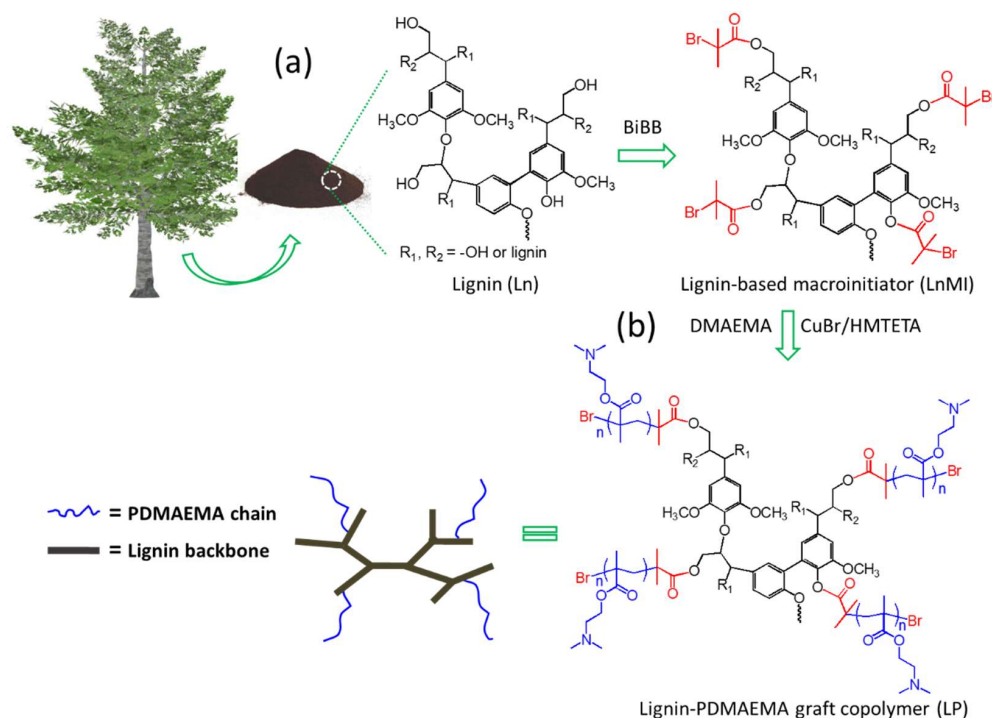 (a)
HO
R₂
R₁
OH
H₃CO
OCH₃
R₁
R₂
O
HO
R₁
OH
OCH₃
O
R₁, R₂ = -OH or lignin
Lignin (Ln)
BiBB
Br
O
O
R₂
R₁
O
O
Br
H₃CO
OCH₃
R₁
R₂
O
Br
O
O
R₁
O
OCH₃
O
O
Br
Lignin-based macroinitiator (LnMI)
(b)
DMAEMA
CuBr/HMTETA
N
O
O
Br
n
O
O
R₂
R₁
N
O
O
Br
n
O
O
H₃CO
OCH₃
R₁
R₂
O
Br
n
O
O
O
O
N
R₁
O
OCH₃
O
O
Br
n
O
O
N
= PDMAEMA chain
= Lignin backbone
Lignin-PDMAEMA graft copolymer (LP)